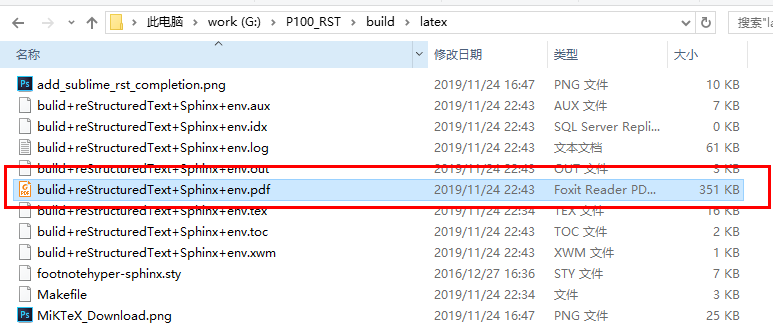 此电脑 work (G:) P100_RST build latex 搜索"la
名称 修改日期 类型 大小
add_sublime_rst_completion.png 2019/11/24 16:47 PNG 文件 10 KB
bulid+reStructuredText+Sphinx+env.aux 2019/11/24 22:43 AUX 文件 7 KB
bulid+reStructuredText+Sphinx+env.idx 2019/11/24 22:43 SQL Server Repli... 0 KB
bulid+reStructuredText+Sphinx+env.log 2019/11/24 22:43 文本文档 61 KB
bulid+reStructuredText+Sphinx+env.out 2019/11/24 22:43 OUT 文件 3 KB
bulid+reStructuredText+Sphinx+env.pdf 2019/11/24 22:43 Foxit Reader PD... 351 KB
bulid+reStructuredText+Sphinx+env.tex 2019/11/24 22:34 TEX 文件 16 KB
bulid+reStructuredText+Sphinx+env.toc 2019/11/24 22:43 TOC 文件 2 KB
bulid+reStructuredText+Sphinx+env.xwm 2019/11/24 22:43 XWM 文件 1 KB
footnotehyper-sphinx.sty 2016/12/27 16:36 STY 文件 7 KB
Makefile 2019/11/24 22:34 文件 3 KB
MiKTeX_Download.png 2019/11/24 16:47 PNG 文件 25 KB